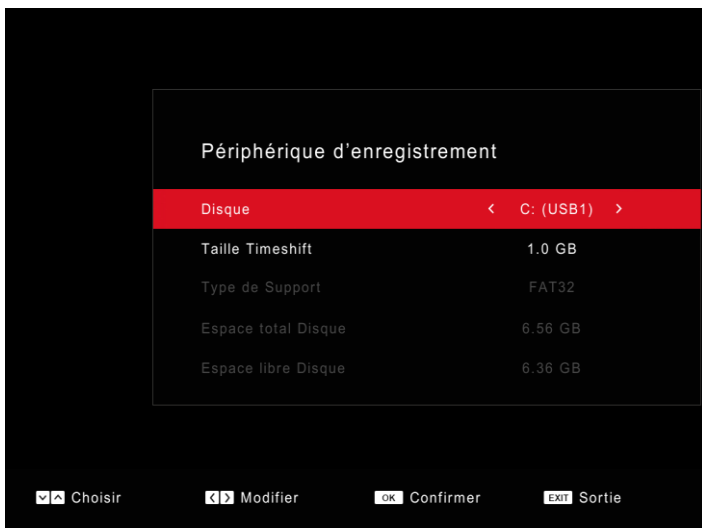 Périphérique d'enregistrement
Disque < C: (USB1) >
Taille Timeshift 1.0 GB
Type de Support FAT32
Espace total Disque 6.56 GB
Espace libre Disque 6.36 GB
Choisir < > Modifier OK Confirmer EXIT Sortie